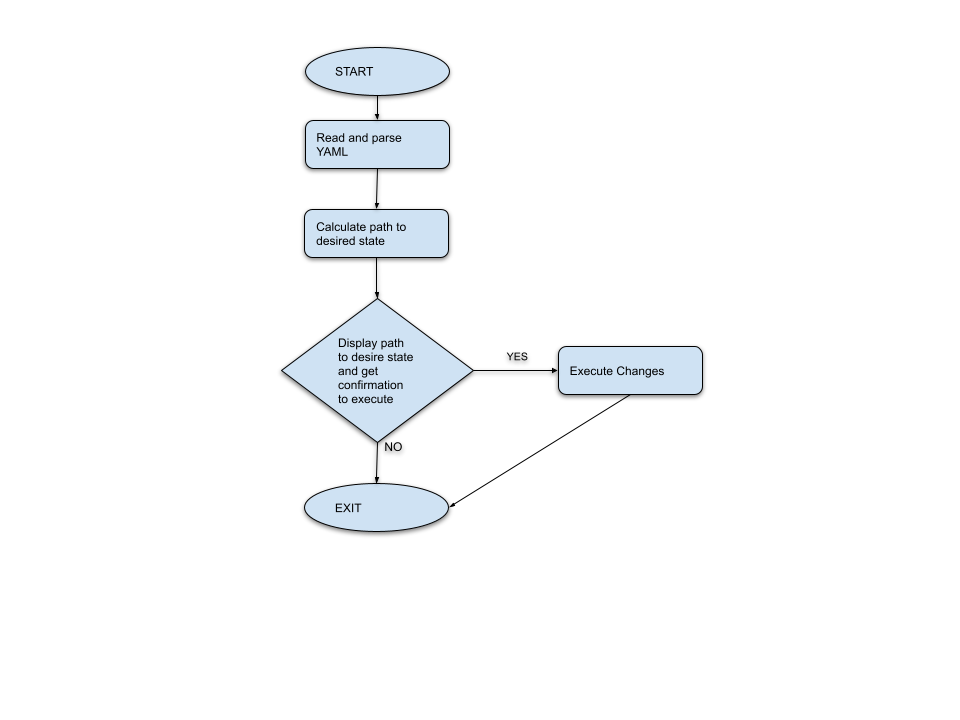 START
Read and parse
YAML
Calculate path to
desired state
Display path
to desire state
and get
confirmation
to execute
YES
Execute Changes
NO
EXIT